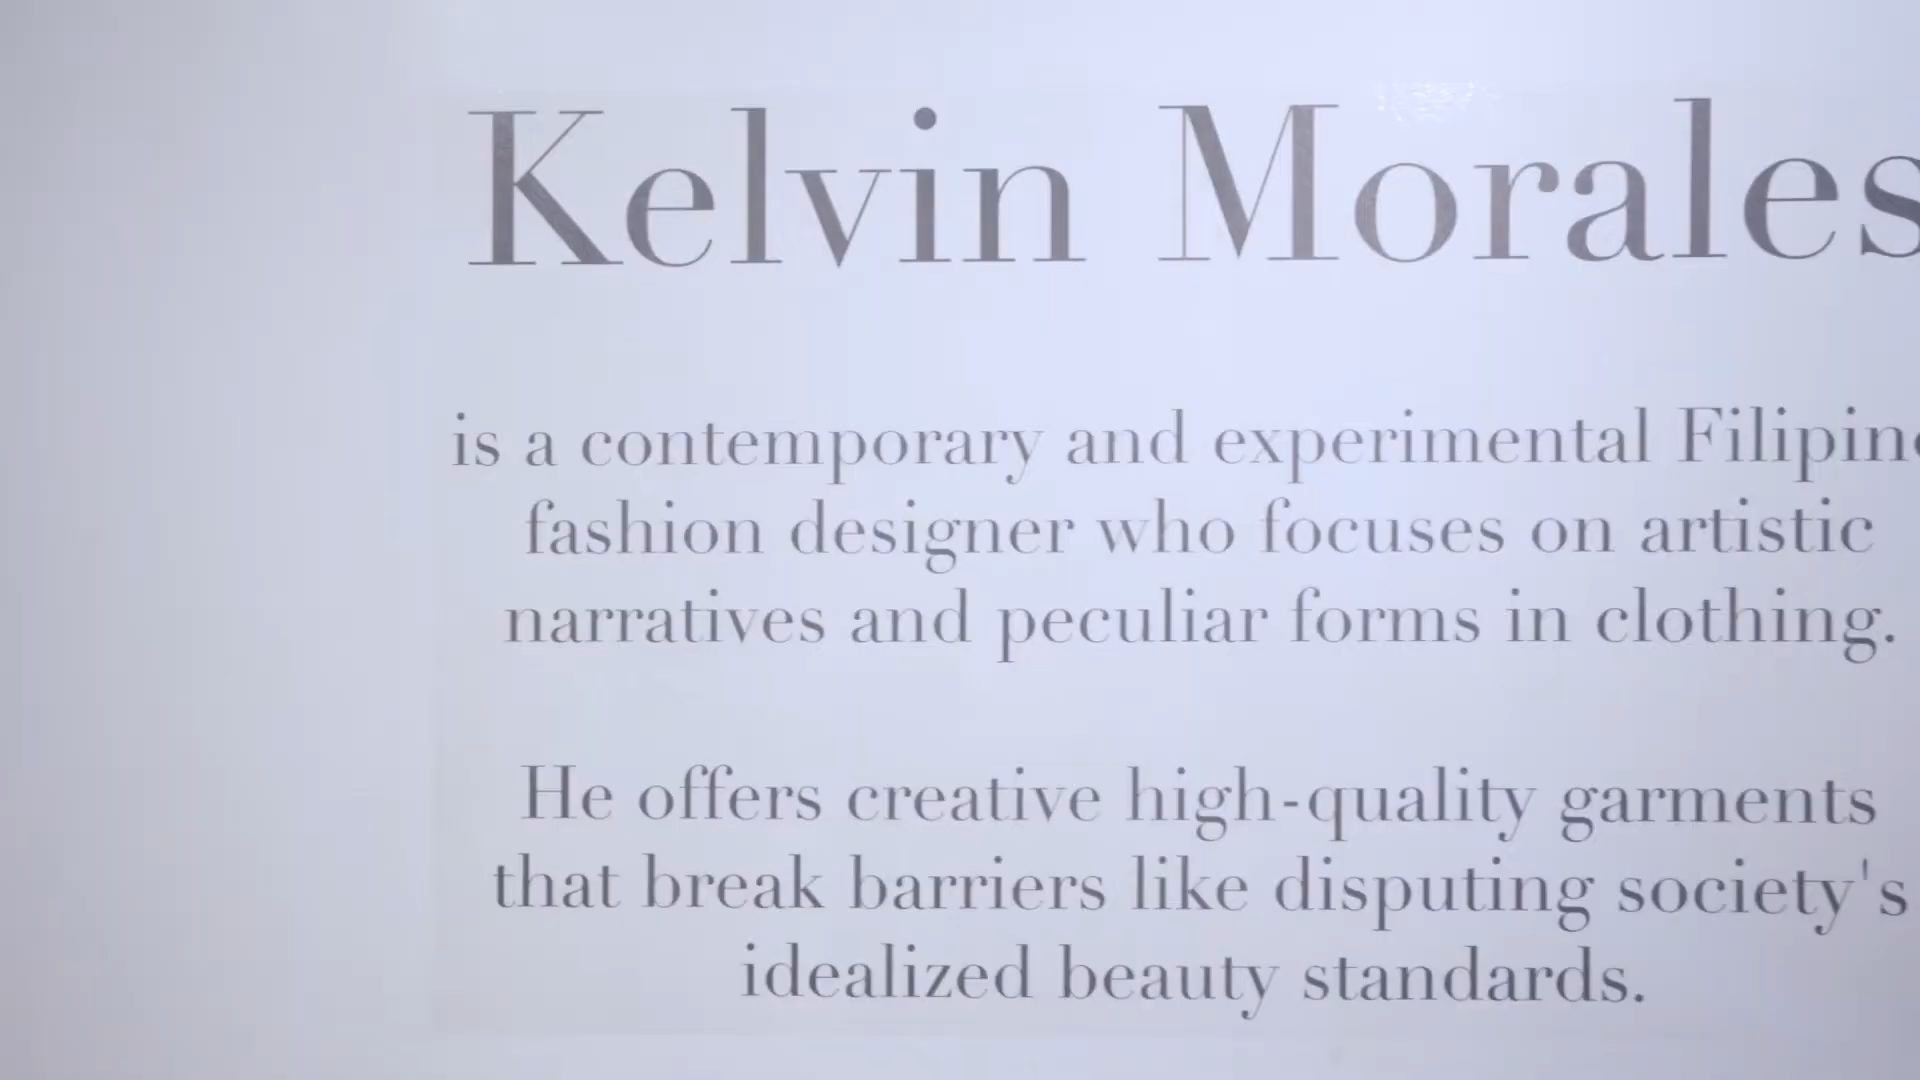 Kelvin Morales
is a contemporary and experimental Filipino
fashion designer who focuses on artistic
narratives and peculiar forms in clothing.
He offers creative high-quality garments
that break barriers like disputing society's
idealized beauty standards.